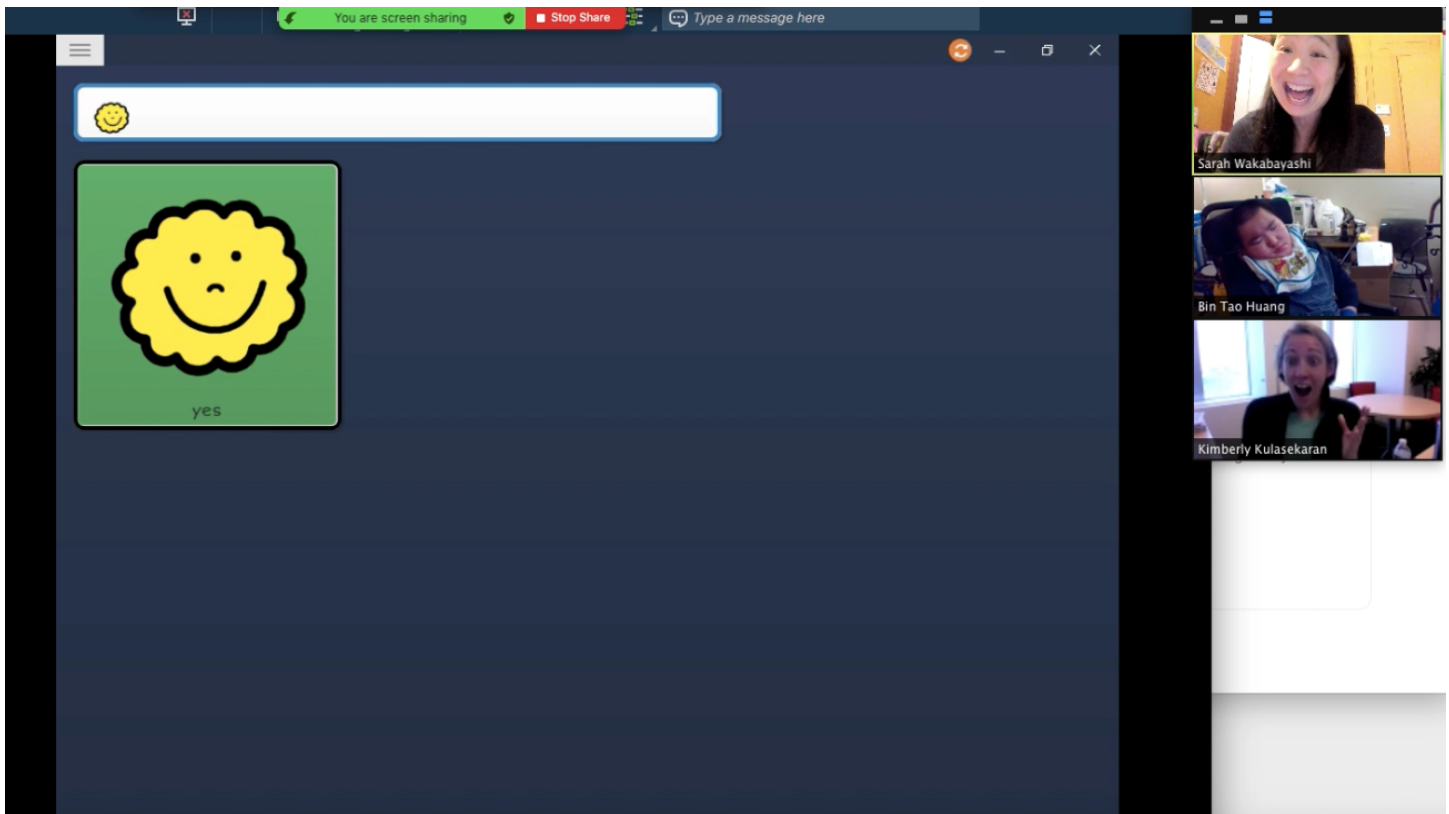 You are screen sharing
Stop Share
Type a message here
yes
Sarah Wakabayashi
Bin Tao Huang
Kimberly Kulasekaran